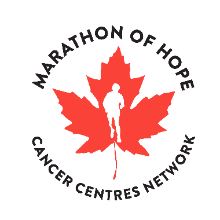 MARATHON OF HOPE
CANCER CENTRES NETWORK